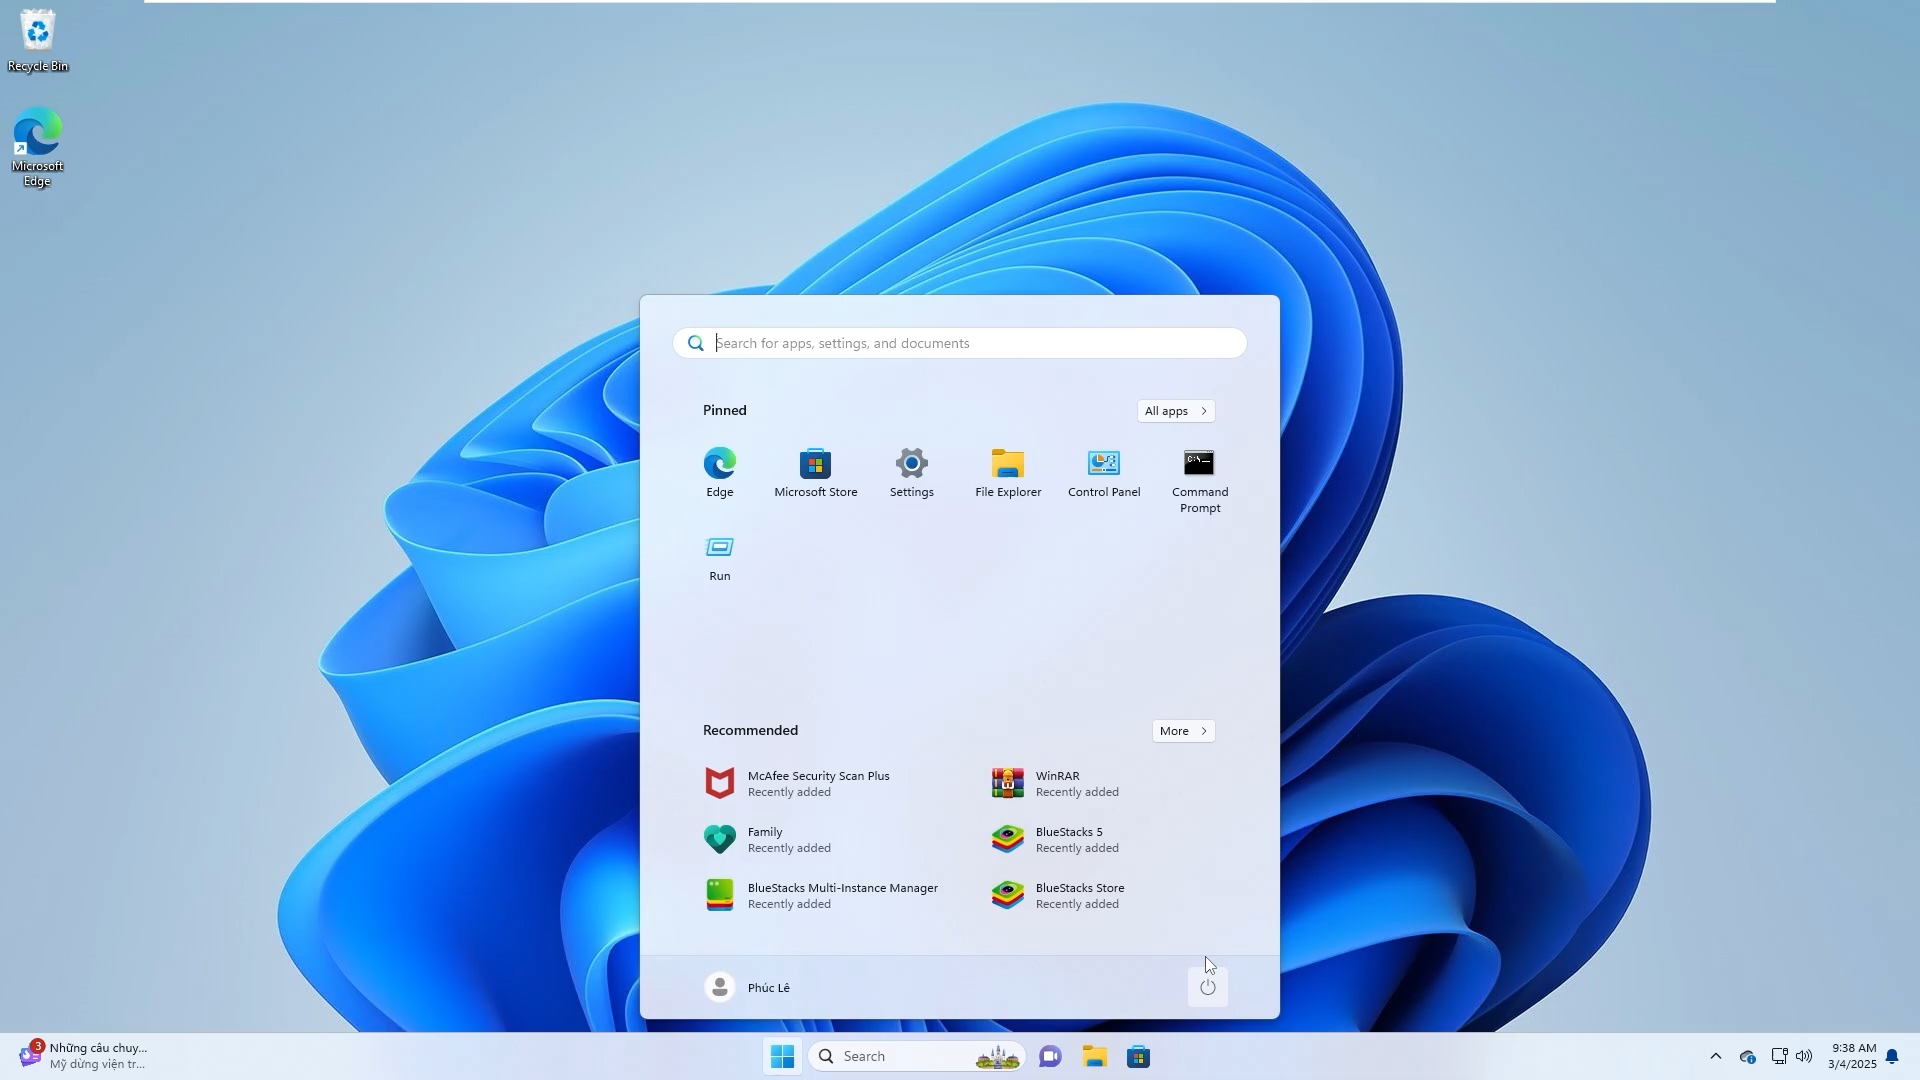 Recycle Bin
Microsoft
Edge
Search for apps, settings, and documents
Pinned
All apps
Edge
Microsoft Store
Settings
File Explorer
Control Panel
Command
Prompt
C:\
Run
Recommended
More
McAfee Security Scan Plus
Recently added
WinRAR
Recently added
Family
Recently added
BlueStacks 5
Recently added
BlueStacks Multi-Instance Manager
Recently added
BlueStacks Store
Recently added
Phúc Lê
3
Những câu chuy...
Mỹ dừng viện tr...
Search
9:38 AM
3/4/2025